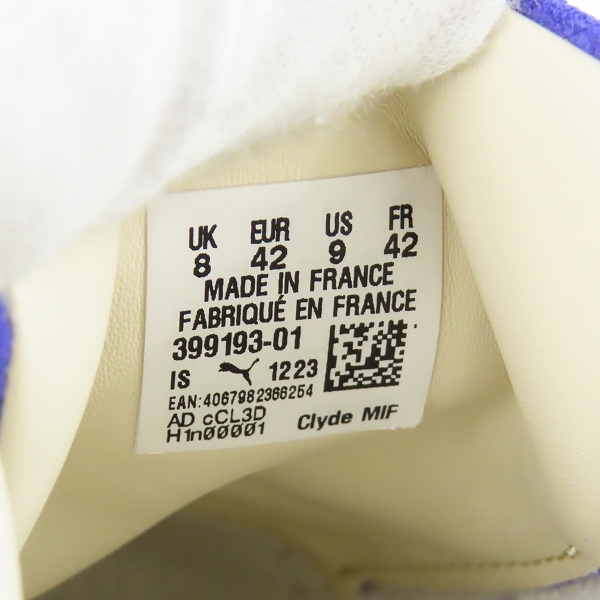 UK EUR US FR
8 42 9 42
MADE IN FRANCE
FABRIQUÉ EN FRANCE
399193-01
IS 1223
EAN:4067982366254
AD cCL3D
H1n00001 Clyde MIF